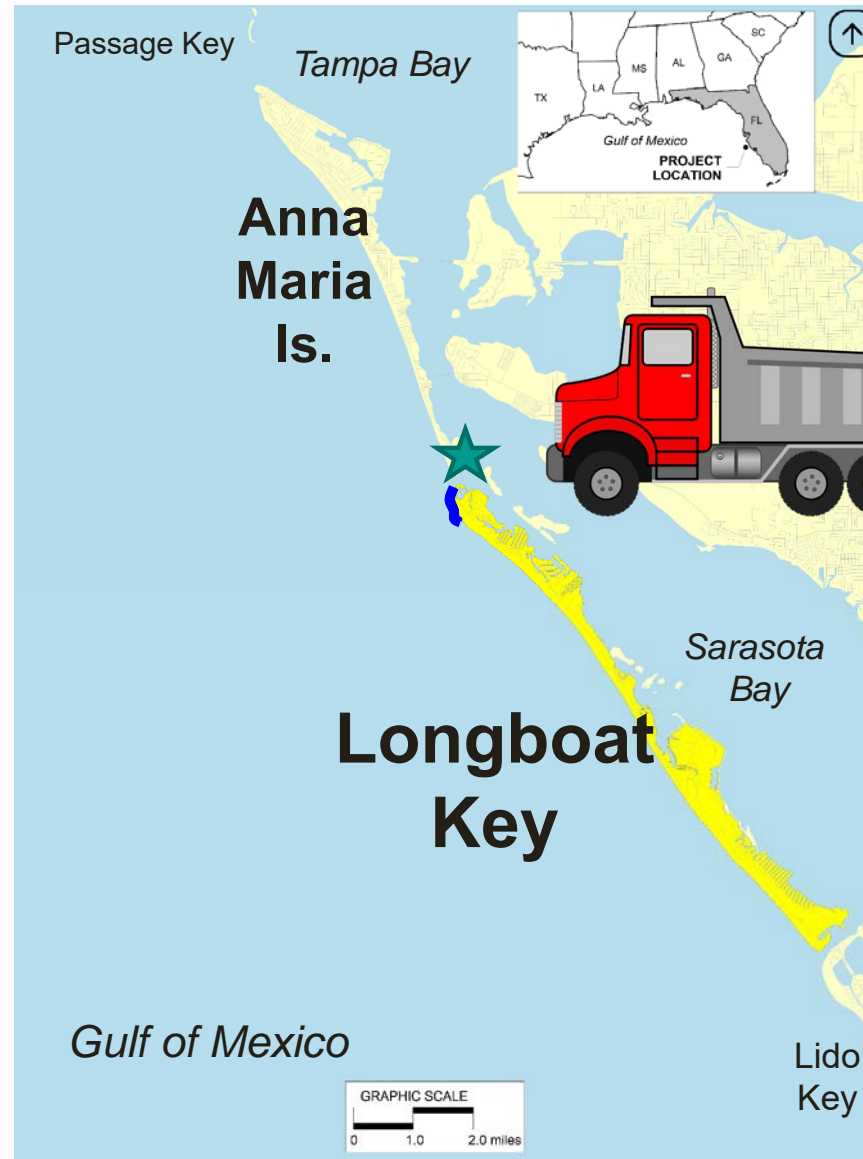 Passage Key
Tampa Bay
TX
LA
MS
AL
GA
SC
FL
Gulf of Mexico
PROJECT
LOCATION
Anna
Maria
Is.
Sarasota
Bay
Longboat
Key
Gulf of Mexico
Lido
Key
GRAPHIC SCALE
0 1.0 2.0 miles